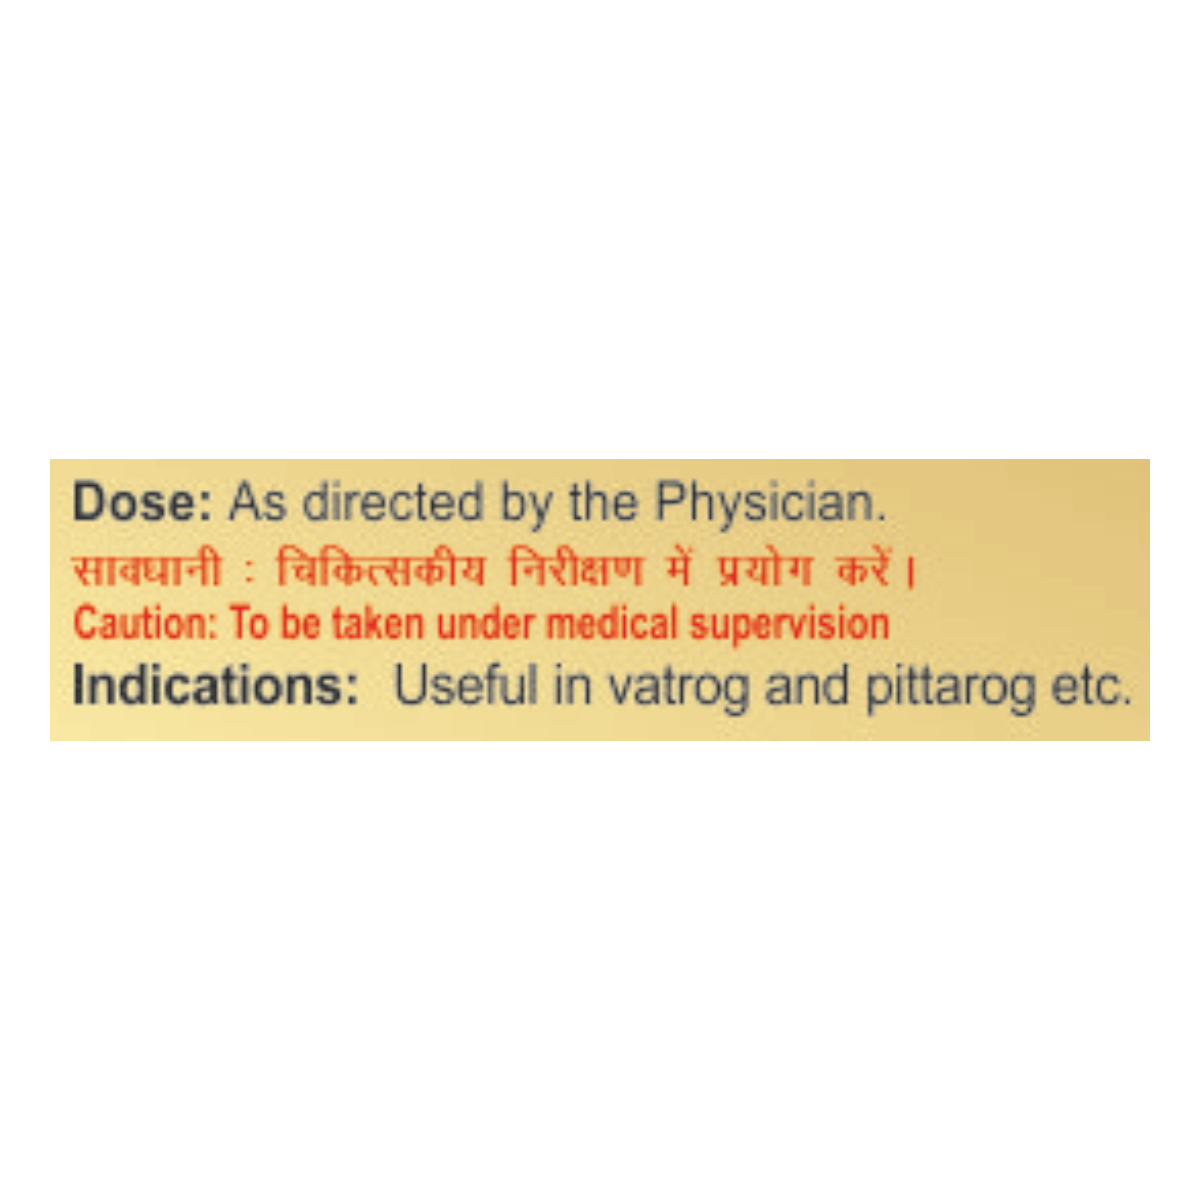 Dose: As directed by the Physician.
सावधानी : चिकित्सकीय निरीक्षण में प्रयोग करें।
Caution: To be taken under medical supervision
Indications: Useful in vatrog and pittarog etc.